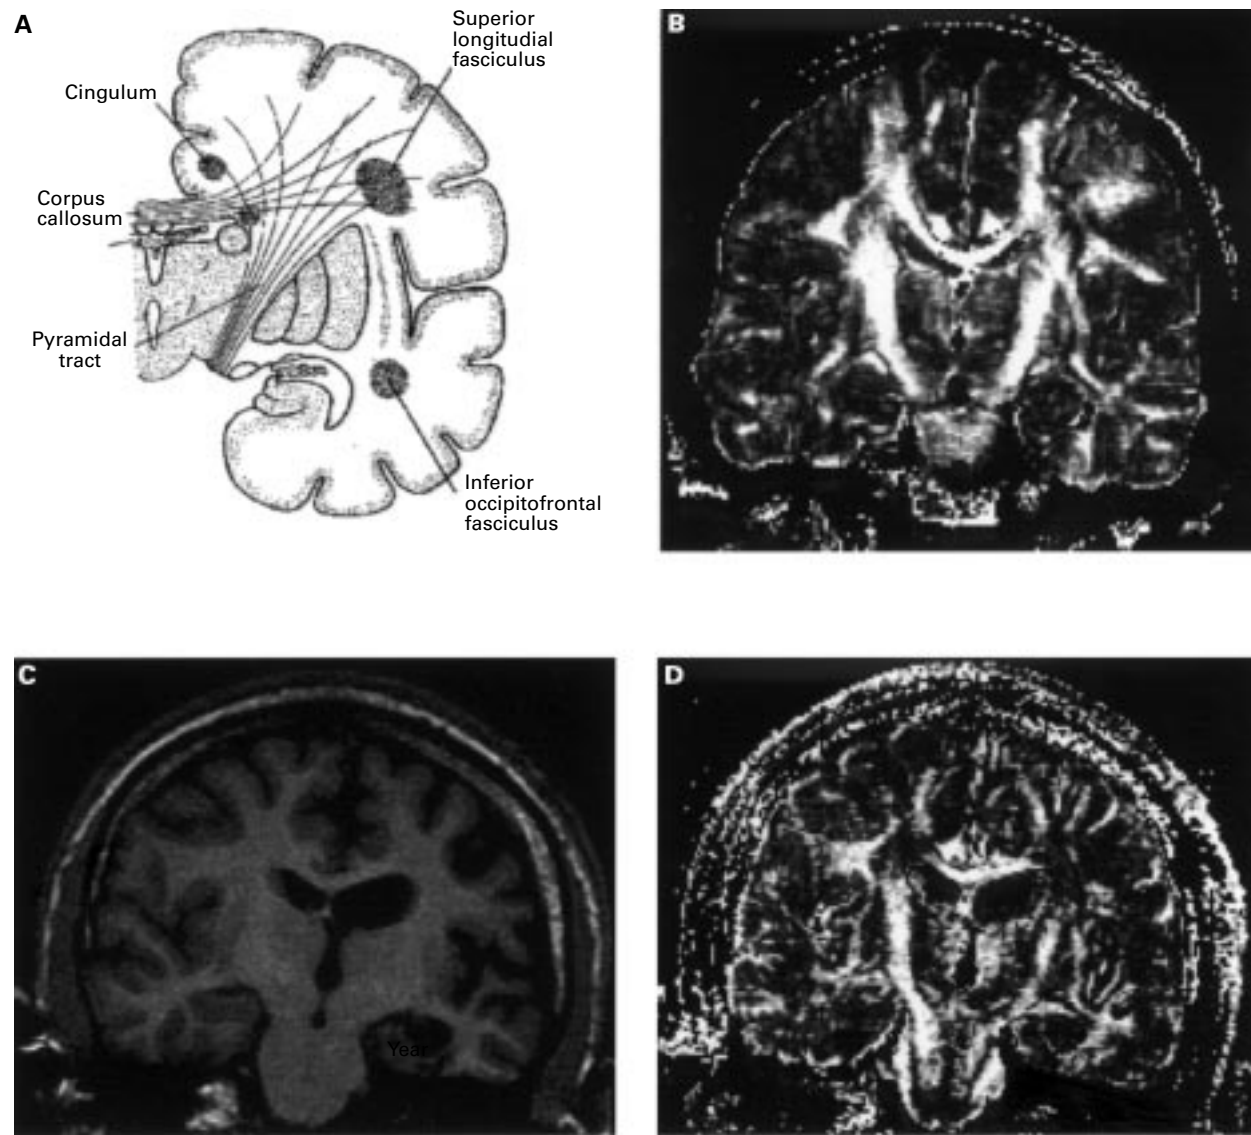 A
Superior
longitudial
fasciculus
Cingulum
Corpus
callosum
Pyramidal
tract
Inferior
occipitofrontal
fasciculus
B
C
Year
D